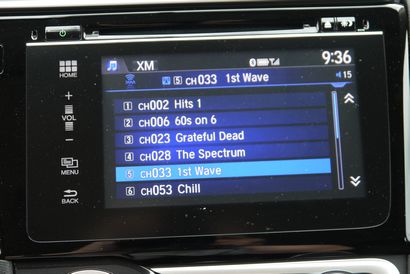 XM 9:36
5 CH033 1st Wave 15
HOME
1 CH002 Hits 1
+
VOL
2 CH006 60s on 6
−
3 CH023 Grateful Dead
4 CH028 The Spectrum
MENU
5 CH033 1st Wave
BACK
6 CH053 Chill